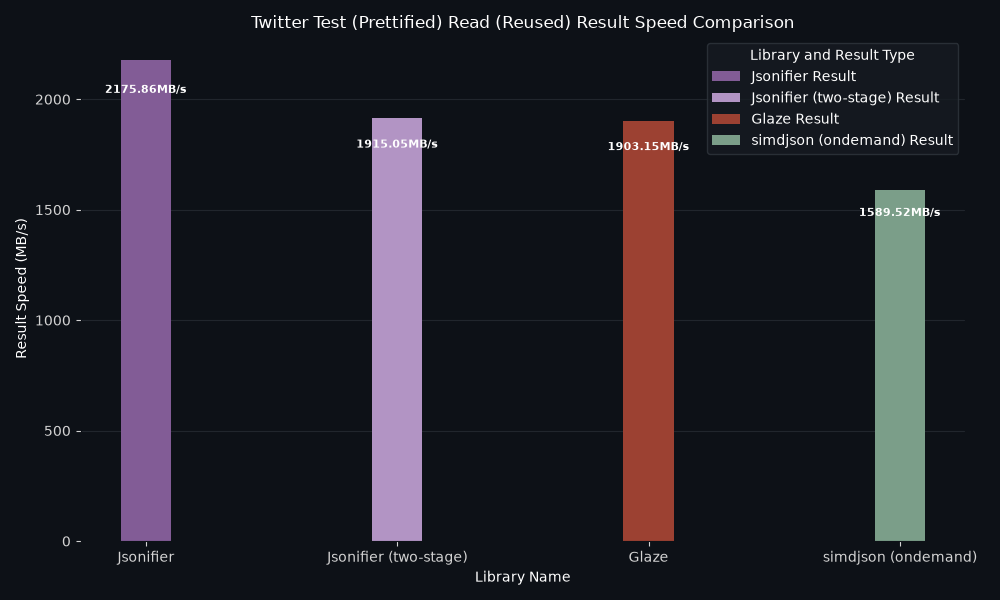 Twitter Test (Prettified) Read (Reused) Result Speed Comparison
Library and Result Type
Jsonifier Result
Jsonifier (two-stage) Result
Glaze Result
simdjson (ondemand) Result
2175.86MB/s
1915.05MB/s
1903.15MB/s
1589.52MB/s
Result Speed (MB/s)
2000
1500
1000
500
0
Jsonifier
Jsonifier (two-stage)
Glaze
simdjson (ondemand)
Library Name